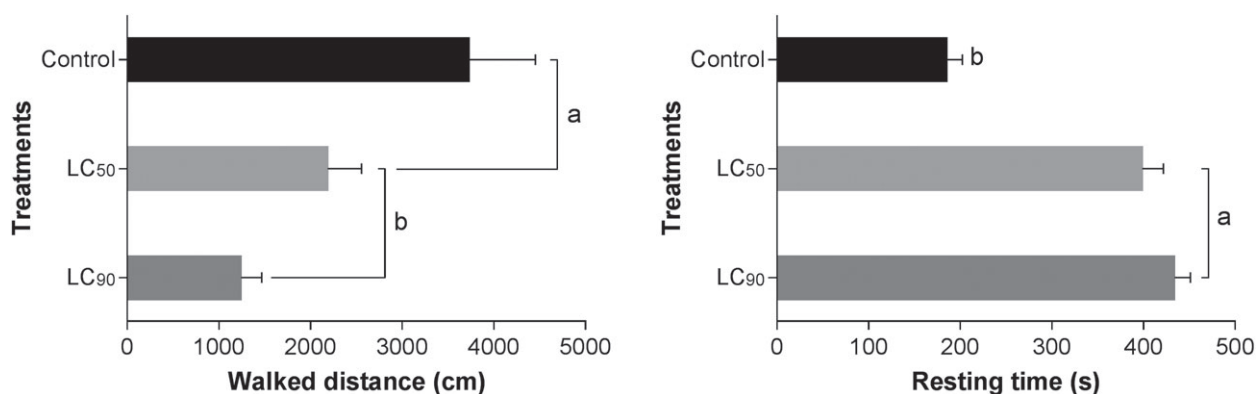 Treatments
Control
LC50
LC90
a
b
0 1000 2000 3000 4000 5000
Walked distance (cm)
Treatments
Control
LC50
LC90
b
a
0 100 200 300 400 500
Resting time (s)